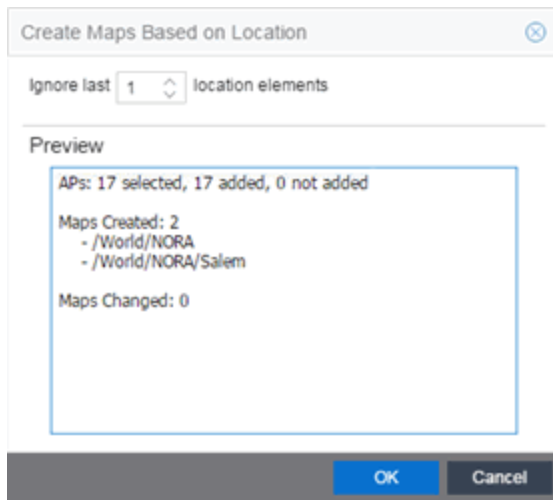 Create Maps Based on Location
Ignore last 1 location elements
Preview
APs: 17 selected, 17 added, 0 not added
Maps Created: 2
- /World/NORA
- /World/NORA/Salem
Maps Changed: 0
OK Cancel